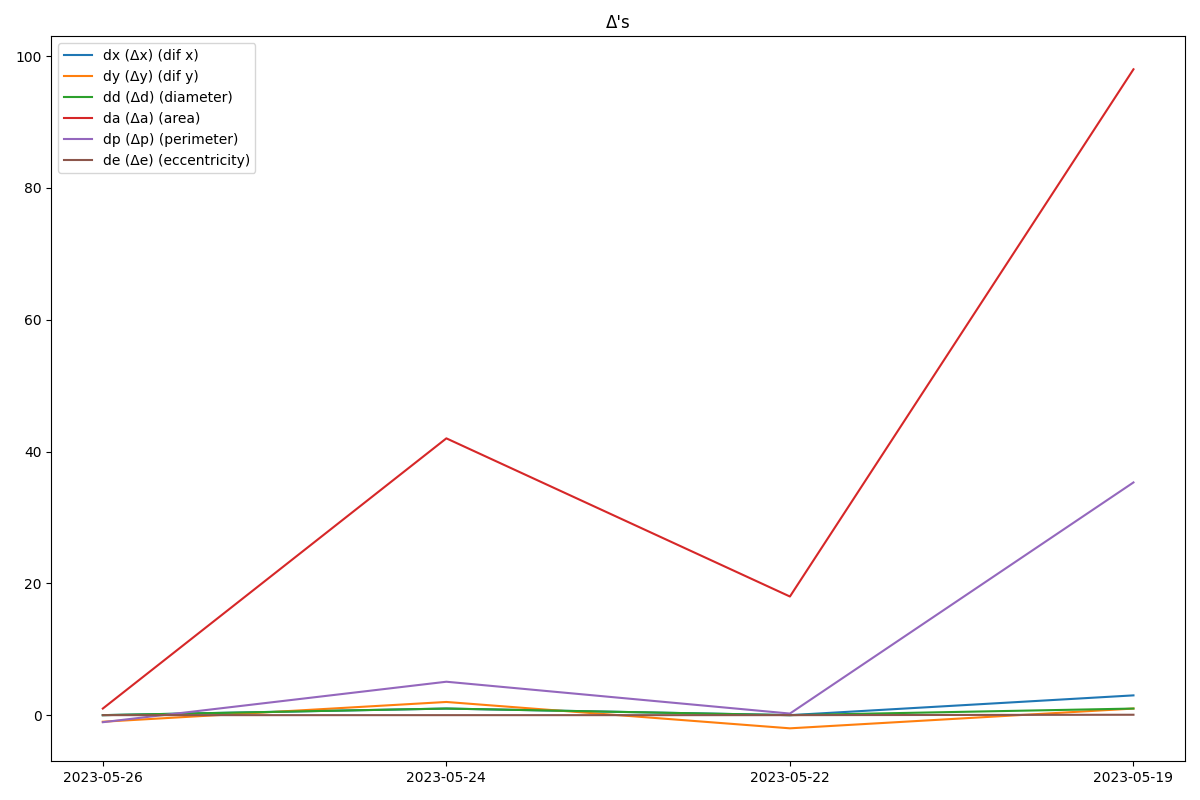 Δ's
dx (Δx) (dif x)
dy (Δy) (dif y)
dd (Δd) (diameter)
da (Δa) (area)
dp (Δp) (perimeter)
de (Δe) (eccentricity)
100
80
60
40
20
0
2023-05-26 2023-05-24 2023-05-22 2023-05-19